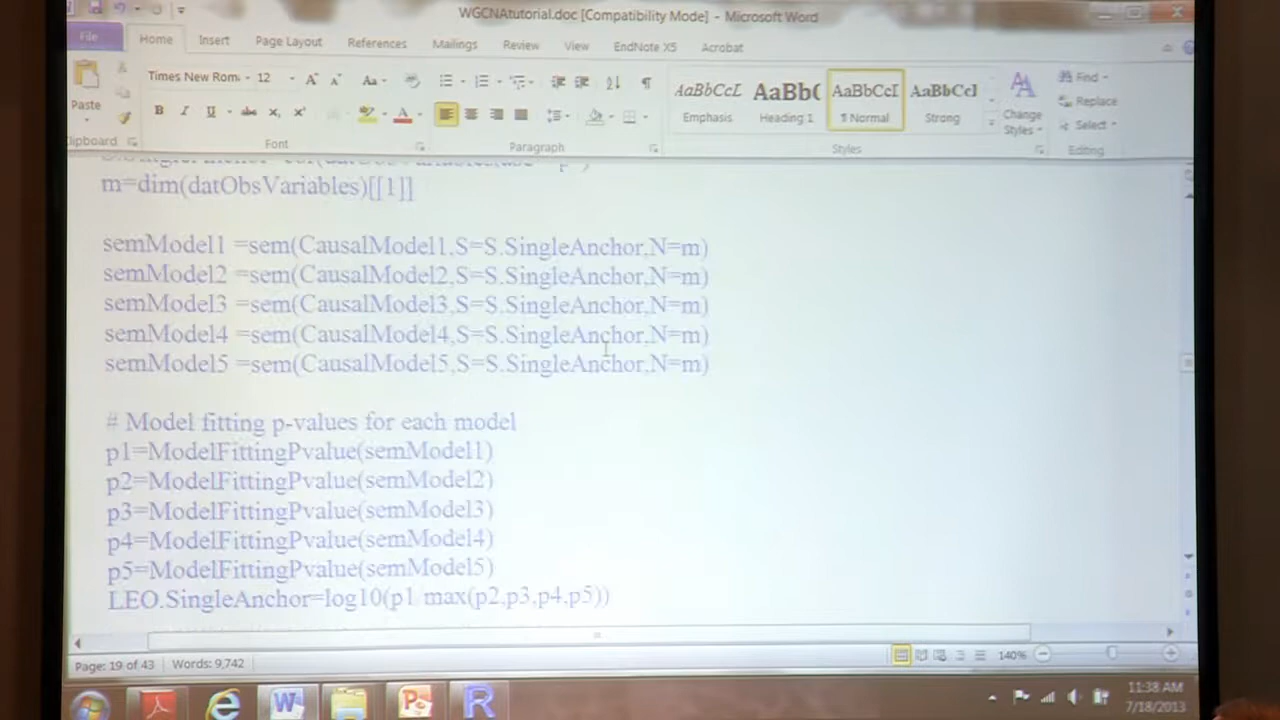 WGCNAtutorial.doc [Compatibility Mode] - Microsoft Word
File Home Insert Page Layout References Mailings Review View EndNote X5 Acrobat
Times New Rom 12
Paste
B I U abc x, x'
Find
Replace
Select
AaBbCcI AaBb( AaBbCcI AaBbCcI
Emphasis Heading 1 ¶ Normal Strong
Change Styles
lipboard Font Paragraph Styles Editing
m=dim(datObsVariables)[[1]]
semModel1 =sem(CausalModel1,S=S.SingleAnchor,N=m)
semModel2 =sem(CausalModel2,S=S.SingleAnchor,N=m)
semModel3 =sem(CausalModel3,S=S.SingleAnchor,N=m)
semModel4 =sem(CausalModel4,S=S.SingleAnchor,N=m)
semModel5 =sem(CausalModel5,S=S.SingleAnchor,N=m)
# Model fitting p-values for each model
p1=ModelFittingPvalue(semModel1)
p2=ModelFittingPvalue(semModel2)
p3=ModelFittingPvalue(semModel3)
p4=ModelFittingPvalue(semModel4)
p5=ModelFittingPvalue(semModel5)
LEO.SingleAnchor=log10(p1 max(p2,p3,p4,p5))
Page: 19 of 43 Words: 9,742
140%
11:38 AM
7/18/2013